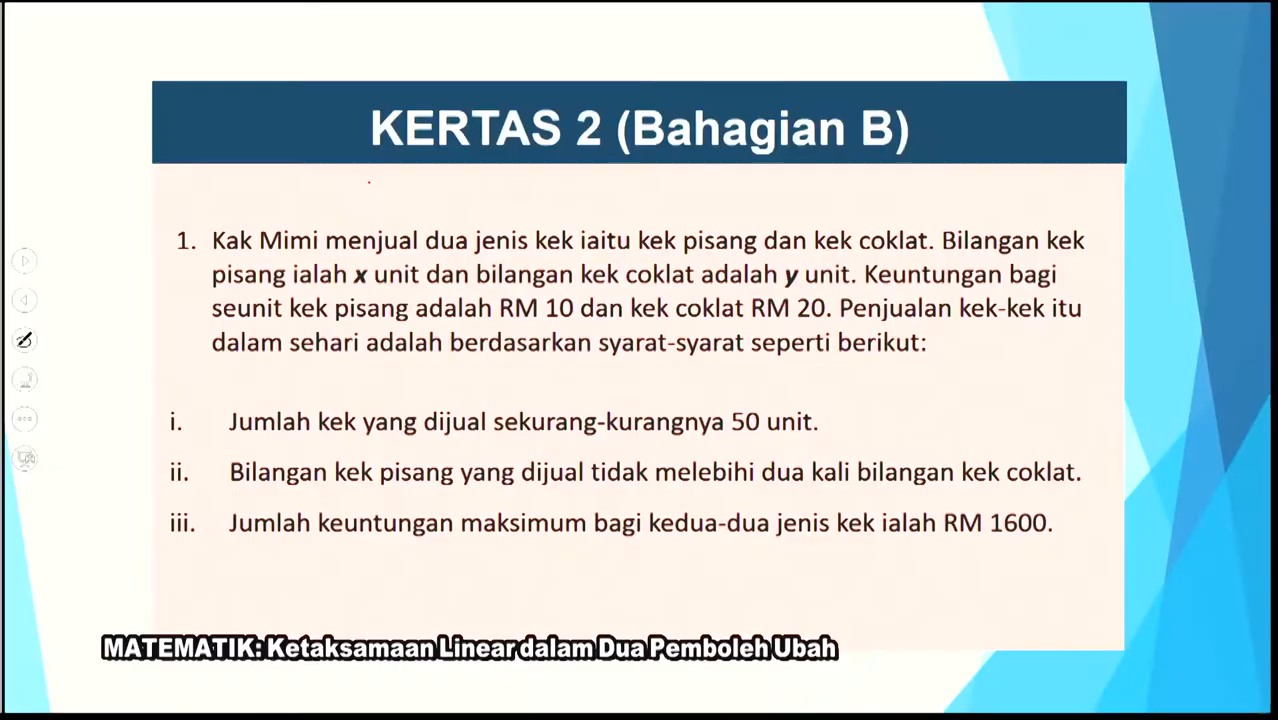 KERTAS 2 (Bahagian B)
1. Kak Mimi menjual dua jenis kek iaitu kek pisang dan kek coklat. Bilangan kek
pisang ialah x unit dan bilangan kek coklat adalah y unit. Keuntungan bagi
seunit kek pisang adalah RM 10 dan kek coklat RM 20. Penjualan kek-kek itu
dalam sehari adalah berdasarkan syarat-syarat seperti berikut:
i. Jumlah kek yang dijual sekurang-kurangnya 50 unit.
ii. Bilangan kek pisang yang dijual tidak melebihi dua kali bilangan kek coklat.
iii. Jumlah keuntungan maksimum bagi kedua-dua jenis kek ialah RM 1600.
MATEMATIK: Ketaksamaan Linear dalam Dua Pemboleh Ubah